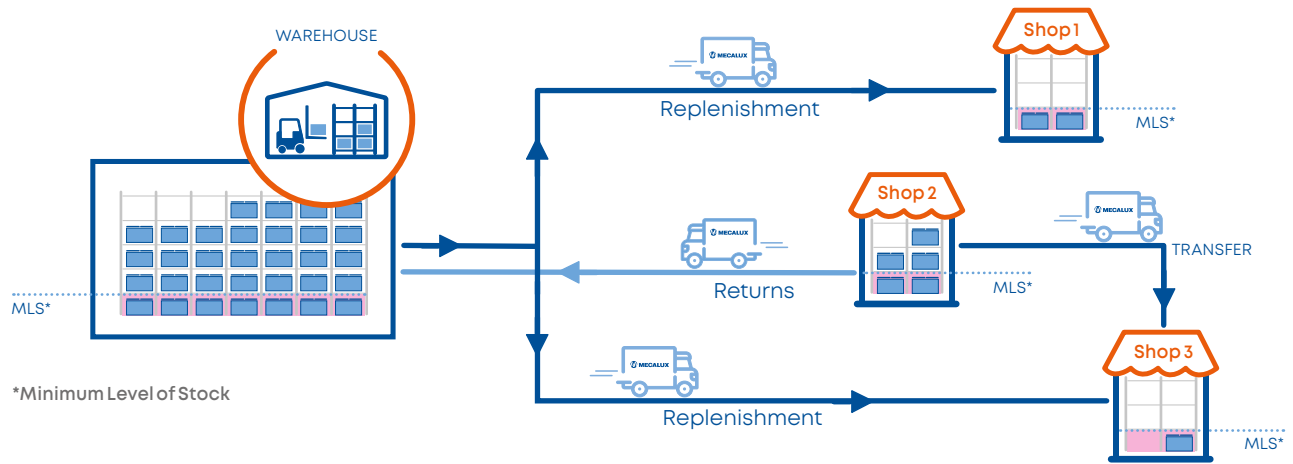 WAREHOUSE
MECALUX
Shop 1
Replenishment
MLS*
Shop 2
MECALUX
MECALUX
TRANSFER
Returns
MLS*
MLS*
Shop 3
MECALUX
*Minimum Level of Stock
Replenishment
MLS*